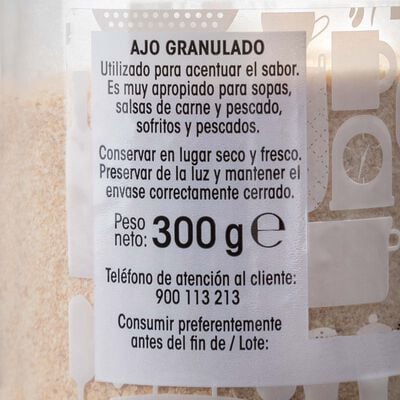 AJO GRANULADO
Utilizado para acentuar el sabor.
Es muy apropiado para sopas,
salsas de carne y pescado,
sofritos y pescados.
Conservar en lugar seco y fresco.
Preservar de la luz y mantener el
envase correctamente cerrado.
Peso
neto: 300 g ℮
Teléfono de atención al cliente:
900 113 213
Consumir preferentemente
antes del fin de / Lote: